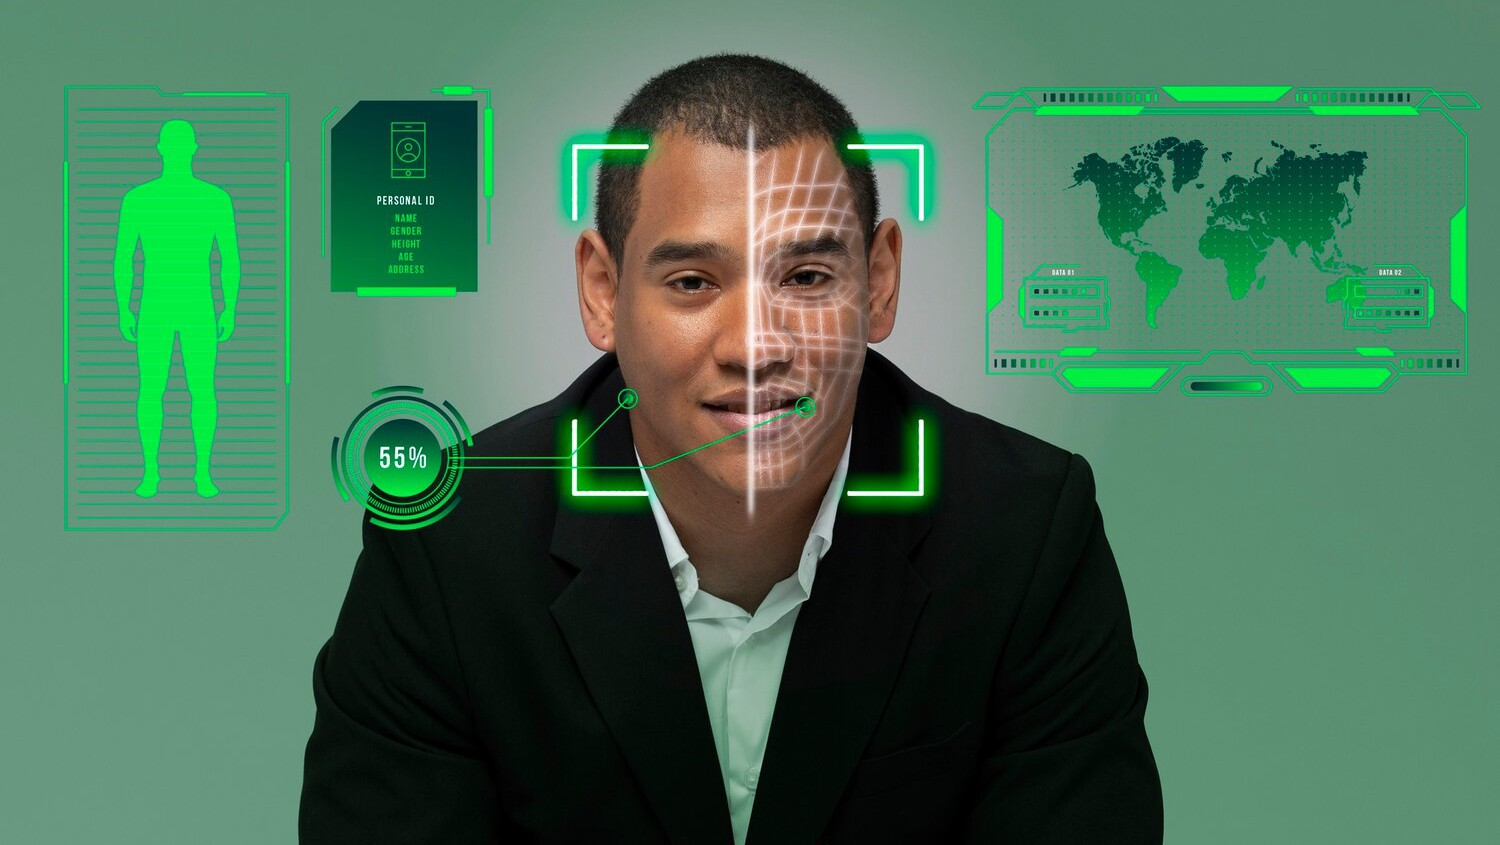 PERSONAL ID
NAME
GENDER
HEIGHT
AGE
ADDRESS
55%
DATA 01
DATA 02